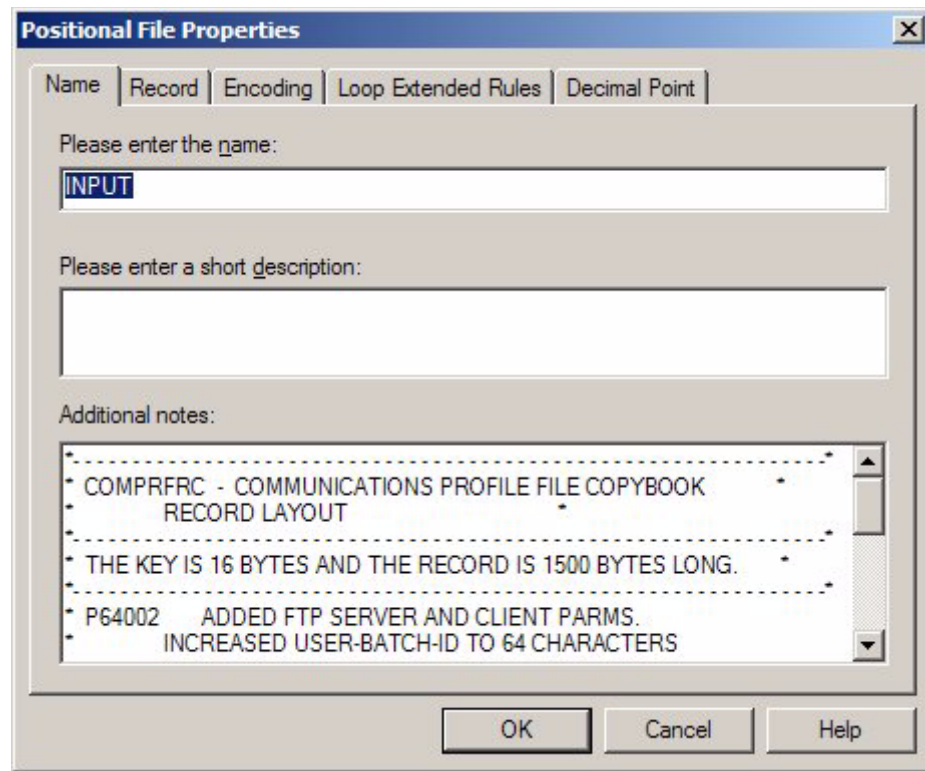 Positional File Properties
Name Record Encoding Loop Extended Rules Decimal Point
Please enter the name:
INPUT
Please enter a short description:
Additional notes:
*---------------------------------------------------------------*
* COMPRFRC - COMMUNICATIONS PROFILE FILE COPYBOOK *
* RECORD LAYOUT *
*---------------------------------------------------------------*
* THE KEY IS 16 BYTES AND THE RECORD IS 1500 BYTES LONG. *
*---------------------------------------------------------------*
* P64002 ADDED FTP SERVER AND CLIENT PARMS.
* INCREASED USER-BATCH-ID TO 64 CHARACTERS
OK Cancel Help